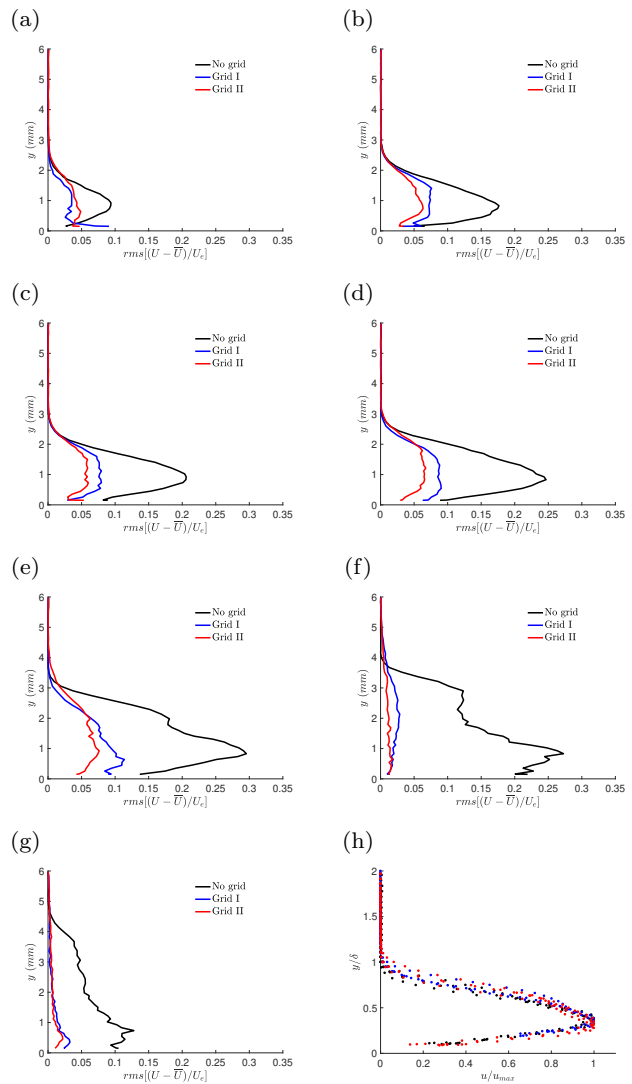 (a)
6
5
4
3
2
1
0
y (mm)
No grid
Grid I
Grid II
0 0.05 0.1 0.15 0.2 0.25 0.3 0.35
rms[(U − U̅)/Uₑ]
(b)
6
5
4
3
2
1
0
y (mm)
No grid
Grid I
Grid II
0 0.05 0.1 0.15 0.2 0.25 0.3 0.35
rms[(U − U̅)/Uₑ]
(c)
6
5
4
3
2
1
0
y (mm)
No grid
Grid I
Grid II
0 0.05 0.1 0.15 0.2 0.25 0.3 0.35
rms[(U − U̅)/Uₑ]
(d)
6
5
4
3
2
1
0
y (mm)
No grid
Grid I
Grid II
0 0.05 0.1 0.15 0.2 0.25 0.3 0.35
rms[(U − U̅)/Uₑ]
(e)
6
5
4
3
2
1
0
y (mm)
No grid
Grid I
Grid II
0 0.05 0.1 0.15 0.2 0.25 0.3 0.35
rms[(U − U̅)/Uₑ]
(f)
6
5
4
3
2
1
0
y (mm)
No grid
Grid I
Grid II
0 0.05 0.1 0.15 0.2 0.25 0.3 0.35
rms[(U − U̅)/Uₑ]
(g)
6
5
4
3
2
1
0
y (mm)
No grid
Grid I
Grid II
0 0.05 0.1 0.15 0.2 0.25 0.3 0.35
rms[(U − U̅)/Uₑ]
(h)
2
1.5
1
0.5
0
y/δ
0 0.2 0.4 0.6 0.8 1
u/u_max